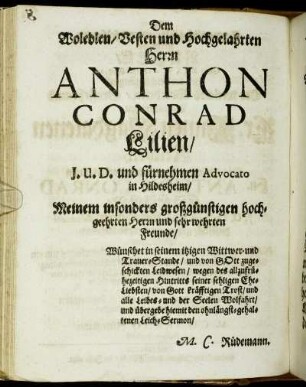 Dem
Woledlen/ Vesten und Hochgelahrten
Herrn
ANTHON
CONRAD
Lilien/
J. U. D. und fürnehmen Advocato
in Hildesheim/
Meinem insonders großgünstigen hoch-
geehrten Herrn und sehr wehrten
Freunde/
Wünschet in seinem itzigen Wittwer-und
Trauer-Stande/ und von GOtt zuge-
schickten Leidwesen/ wegen des allzufrüh-
hezeitigen Hintritts seiner sehligen Ehe-
Liebsten/ von Gott kräfftigen Trost/ und
alle Leibes- und der Seelen Wolfahrt/
und übergebe hiemit den ohnlängst-gehal-
tenen Leich-Sermon/
M. C. Rüdemann.